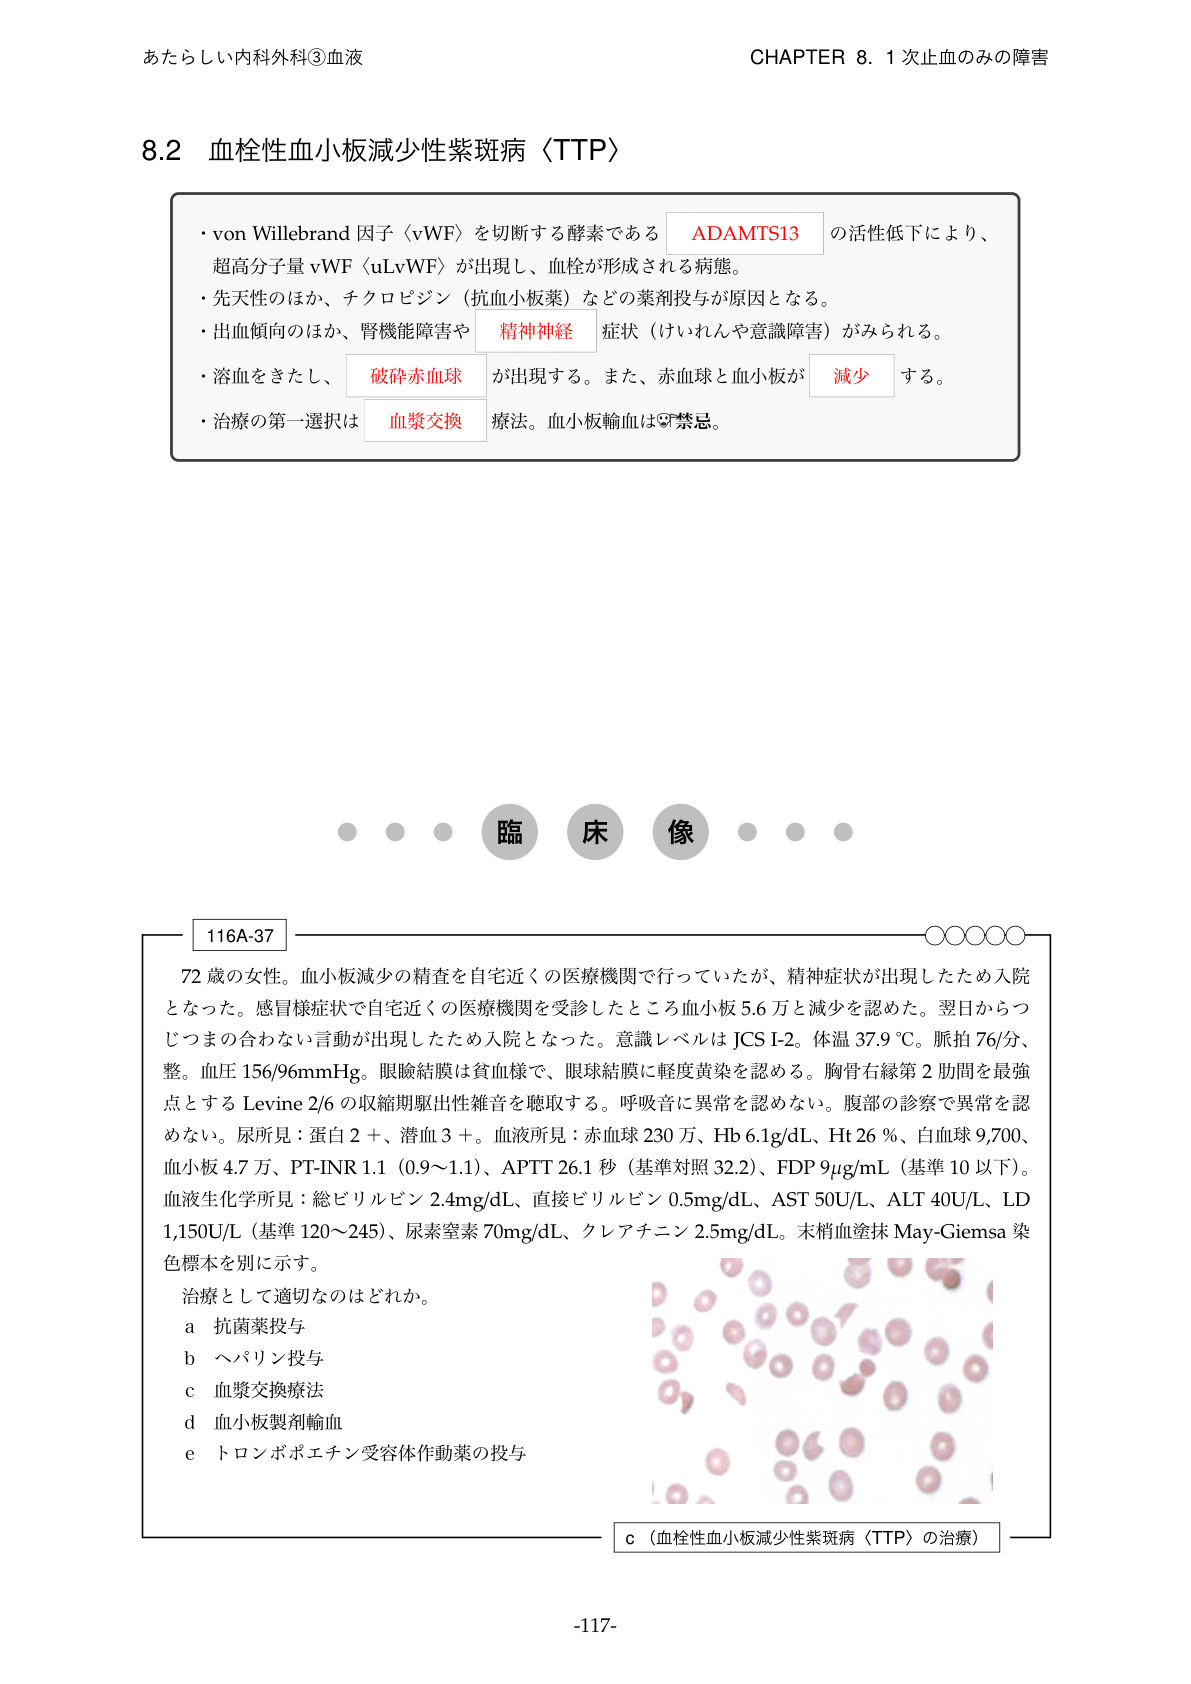 あたらしい内科外科③血液
CHAPTER 8. 1次止血のみの障害
8.2 血栓性血小板減少性紫斑病〈TTP〉
・von Willebrand 因子〈vWF〉を切断する酵素である ADAMTS13 の活性低下により、
超高分子量 vWF〈uLvWF〉が出現し、血栓が形成される病態。
・先天性のほか、チクロピジン（抗血小板薬）などの薬剤投与が原因となる。
・出血傾向のほか、腎機能障害や 精神神経 症状（けいれんや意識障害）がみられる。
・溶血をきたし、 破砕赤血球 が出現する。また、赤血球と血小板が 減少 する。
・治療の第一選択は 血漿交換 療法。血小板輸血は禁忌。
臨床像
116A-37
72 歳の女性。血小板減少の精査を自宅近くの医療機関で行っていたが、精神症状が出現したため入院
となった。感冒様症状で自宅近くの医療機関を受診したところ血小板 5.6 万と減少を認めた。翌日からつ
じつまの合わない言動が出現したため入院となった。意識レベルは JCS I-2。体温 37.9 ℃。脈拍 76/分、
整。血圧 156/96mmHg。眼瞼結膜は貧血様で、眼球結膜に軽度黄染を認める。胸骨右縁第 2 肋間を最強
点とする Levine 2/6 の収縮期駆出性雑音を聴取する。呼吸音に異常を認めない。腹部の診察で異常を認
めない。尿所見：蛋白 2 ＋、潜血 3 ＋。血液所見：赤血球 230 万、Hb 6.1g/dL、Ht 26 %、白血球 9,700、
血小板 4.7 万、PT-INR 1.1（0.9〜1.1）、APTT 26.1 秒（基準対照 32.2）、FDP 9μg/mL（基準 10 以下）。
血液生化学所見：総ビリルビン 2.4mg/dL、直接ビリルビン 0.5mg/dL、AST 50U/L、ALT 40U/L、LD
1,150U/L（基準 120〜245）、尿素窒素 70mg/dL、クレアチニン 2.5mg/dL。末梢血塗抹 May-Giemsa 染
色標本を別に示す。
治療として適切なのはどれか。
a 抗菌薬投与
b ヘパリン投与
c 血漿交換療法
d 血小板製剤輸血
e トロンボポエチン受容体作動薬の投与
c （血栓性血小板減少性紫斑病〈TTP〉の治療）
-117-